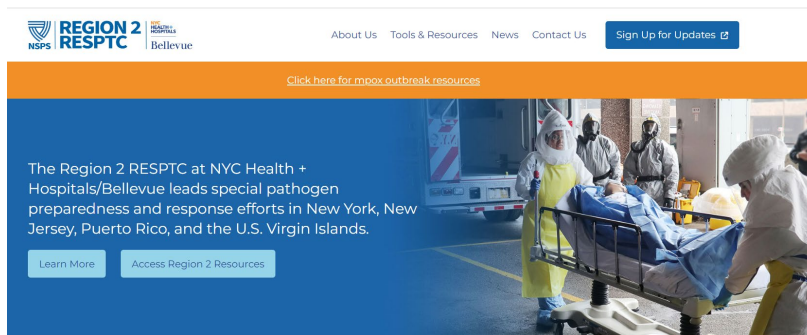 NSPS
REGION 2
RESPTC
NYC
HEALTH+
HOSPITALS
Bellevue
About Us Tools & Resources News Contact Us Sign Up for Updates
Click here for mpox outbreak resources
The Region 2 RESPTC at NYC Health +
Hospitals/Bellevue leads special pathogen
preparedness and response efforts in New York, New
Jersey, Puerto Rico, and the U.S. Virgin Islands.
Learn More Access Region 2 Resources